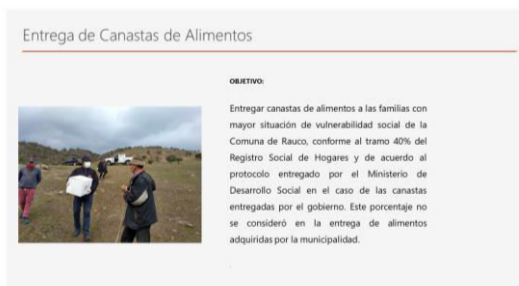 Entrega de Canastas de Alimentos
OBJETIVO:
Entregar canastas de alimentos a las familias con
mayor situación de vulnerabilidad social de la
Comuna de Rauco, conforme al tramo 40% del
Registro Social de Hogares y de acuerdo al
protocolo entregado por el Ministerio de
Desarrollo Social en el caso de las canastas
entregadas por el gobierno. Este porcentaje no
se consideró en la entrega de alimentos
adquiridas por la municipalidad.